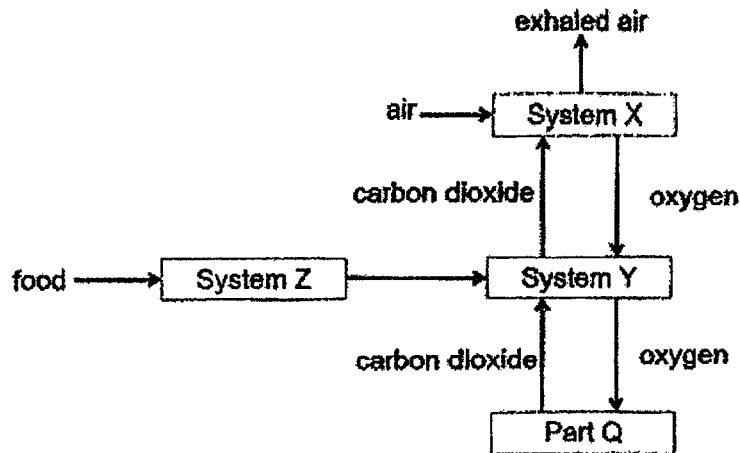 exhaled air
air
System X
carbon dioxide
oxygen
food
System Z
System Y
carbon dioxide
oxygen
Part Q